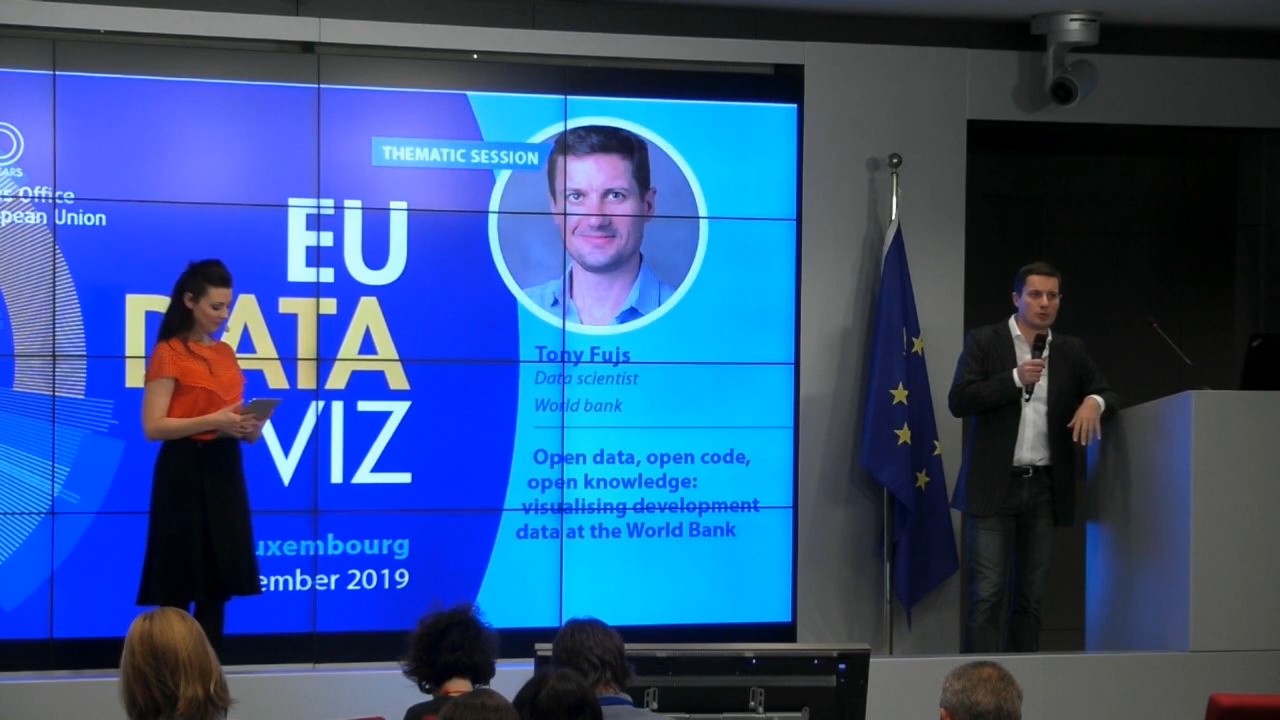 ARS
Office
pean Union
THEMATIC SESSION
EU
DATA
VIZ
uxembourg
ember 2019
Tony Fujs
Data scientist
World bank
Open data, open code,
open knowledge:
visualising development
data at the World Bank